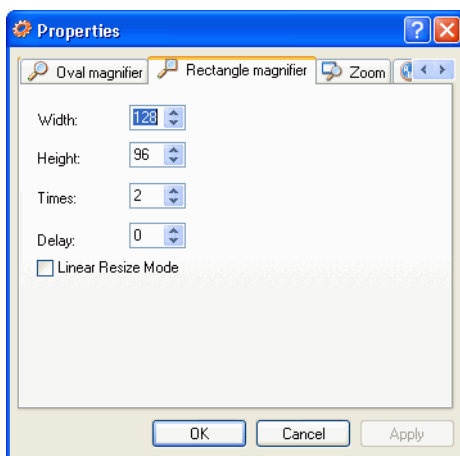 Properties
Oval magnifier Rectangle magnifier Zoom
Width: 128
Height: 96
Times: 2
Delay: 0
Linear Resize Mode
OK Cancel Apply